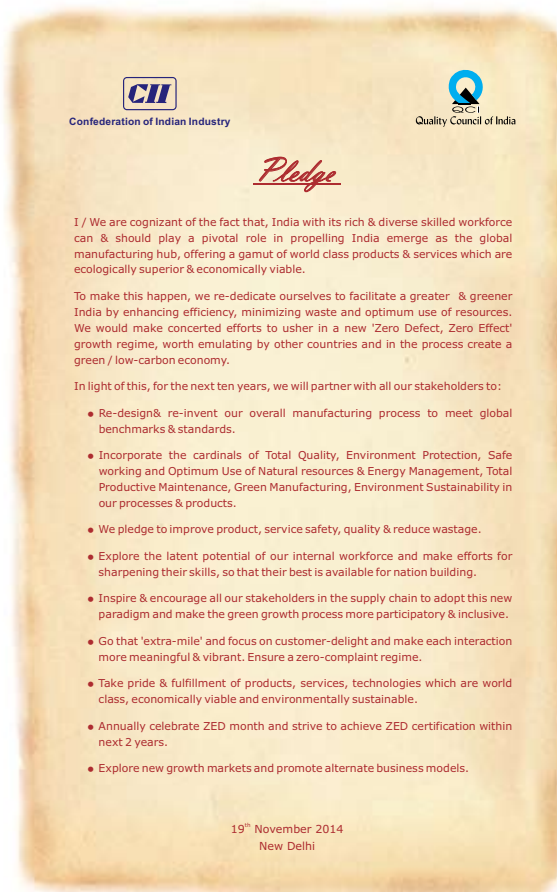 CII
Confederation of Indian Industry
QCI
Quality Council of India
Pledge
I / We are cognizant of the fact that, India with its rich & diverse skilled workforce
can & should play a pivotal role in propelling India emerge as the global
manufacturing hub, offering a gamut of world class products & services which are
ecologically superior & economically viable.
To make this happen, we re-dedicate ourselves to facilitate a greater & greener
India by enhancing efficiency, minimizing waste and optimum use of resources.
We would make concerted efforts to usher in a new 'Zero Defect, Zero Effect'
growth regime, worth emulating by other countries and in the process create a
green / low-carbon economy.
In light of this, for the next ten years, we will partner with all our stakeholders to:
● Re-design& re-invent our overall manufacturing process to meet global
benchmarks & standards.
● Incorporate the cardinals of Total Quality, Environment Protection, Safe
working and Optimum Use of Natural resources & Energy Management, Total
Productive Maintenance, Green Manufacturing, Environment Sustainability in
our processes & products.
● We pledge to improve product, service safety, quality & reduce wastage.
● Explore the latent potential of our internal workforce and make efforts for
sharpening their skills, so that their best is available for nation building.
● Inspire & encourage all our stakeholders in the supply chain to adopt this new
paradigm and make the green growth process more participatory & inclusive.
● Go that 'extra-mile' and focus on customer-delight and make each interaction
more meaningful & vibrant. Ensure a zero-complaint regime.
● Take pride & fulfillment of products, services, technologies which are world
class, economically viable and environmentally sustainable.
● Annually celebrate ZED month and strive to achieve ZED certification within
next 2 years.
● Explore new growth markets and promote alternate business models.
19th November 2014
New Delhi